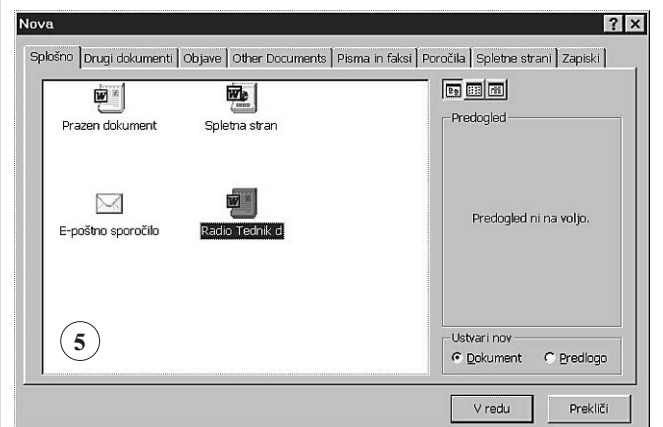 Nova
Splošno Drugi dokumenti Objave Other Documents Pisma in faksi Poročila Spletne strani Zapiski
Prazen dokument Spletna stran
E-poštno sporočilo Radio Tednik d
Predogled
Predogled ni na voljo.
Ustvari nov
Dokument Predlogo
5
V redu Prekliči